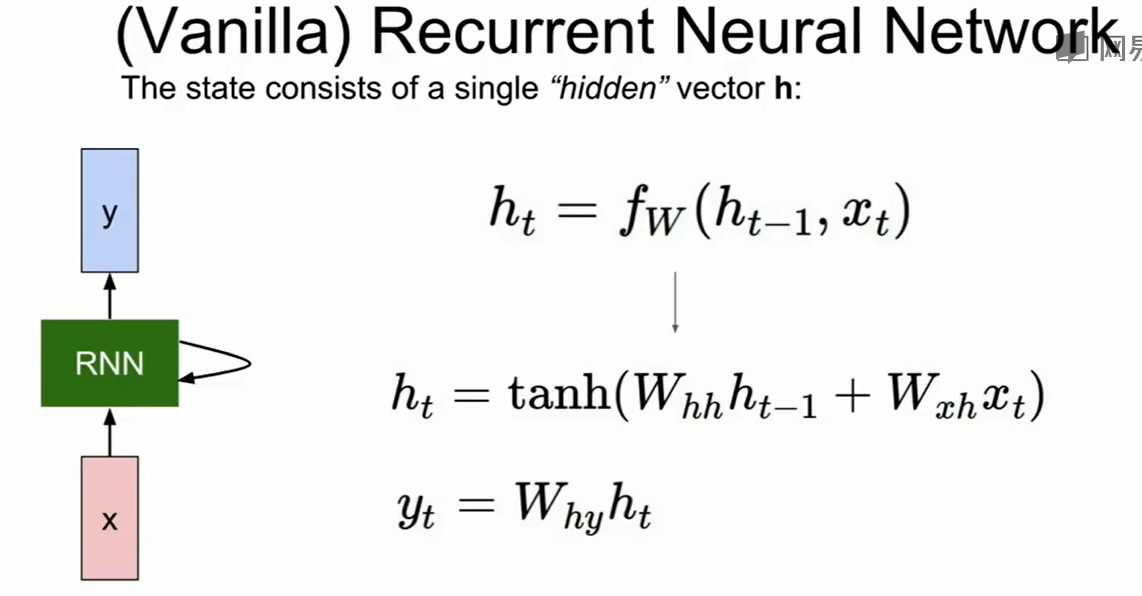 (Vanilla) Recurrent Neural Network
网易
The state consists of a single “hidden” vector h:
y
RNN
x
h_t = f_W(h_{t-1}, x_t)
h_t = tanh(W_{hh}h_{t-1} + W_{xh}x_t)
y_t = W_{hy}h_t